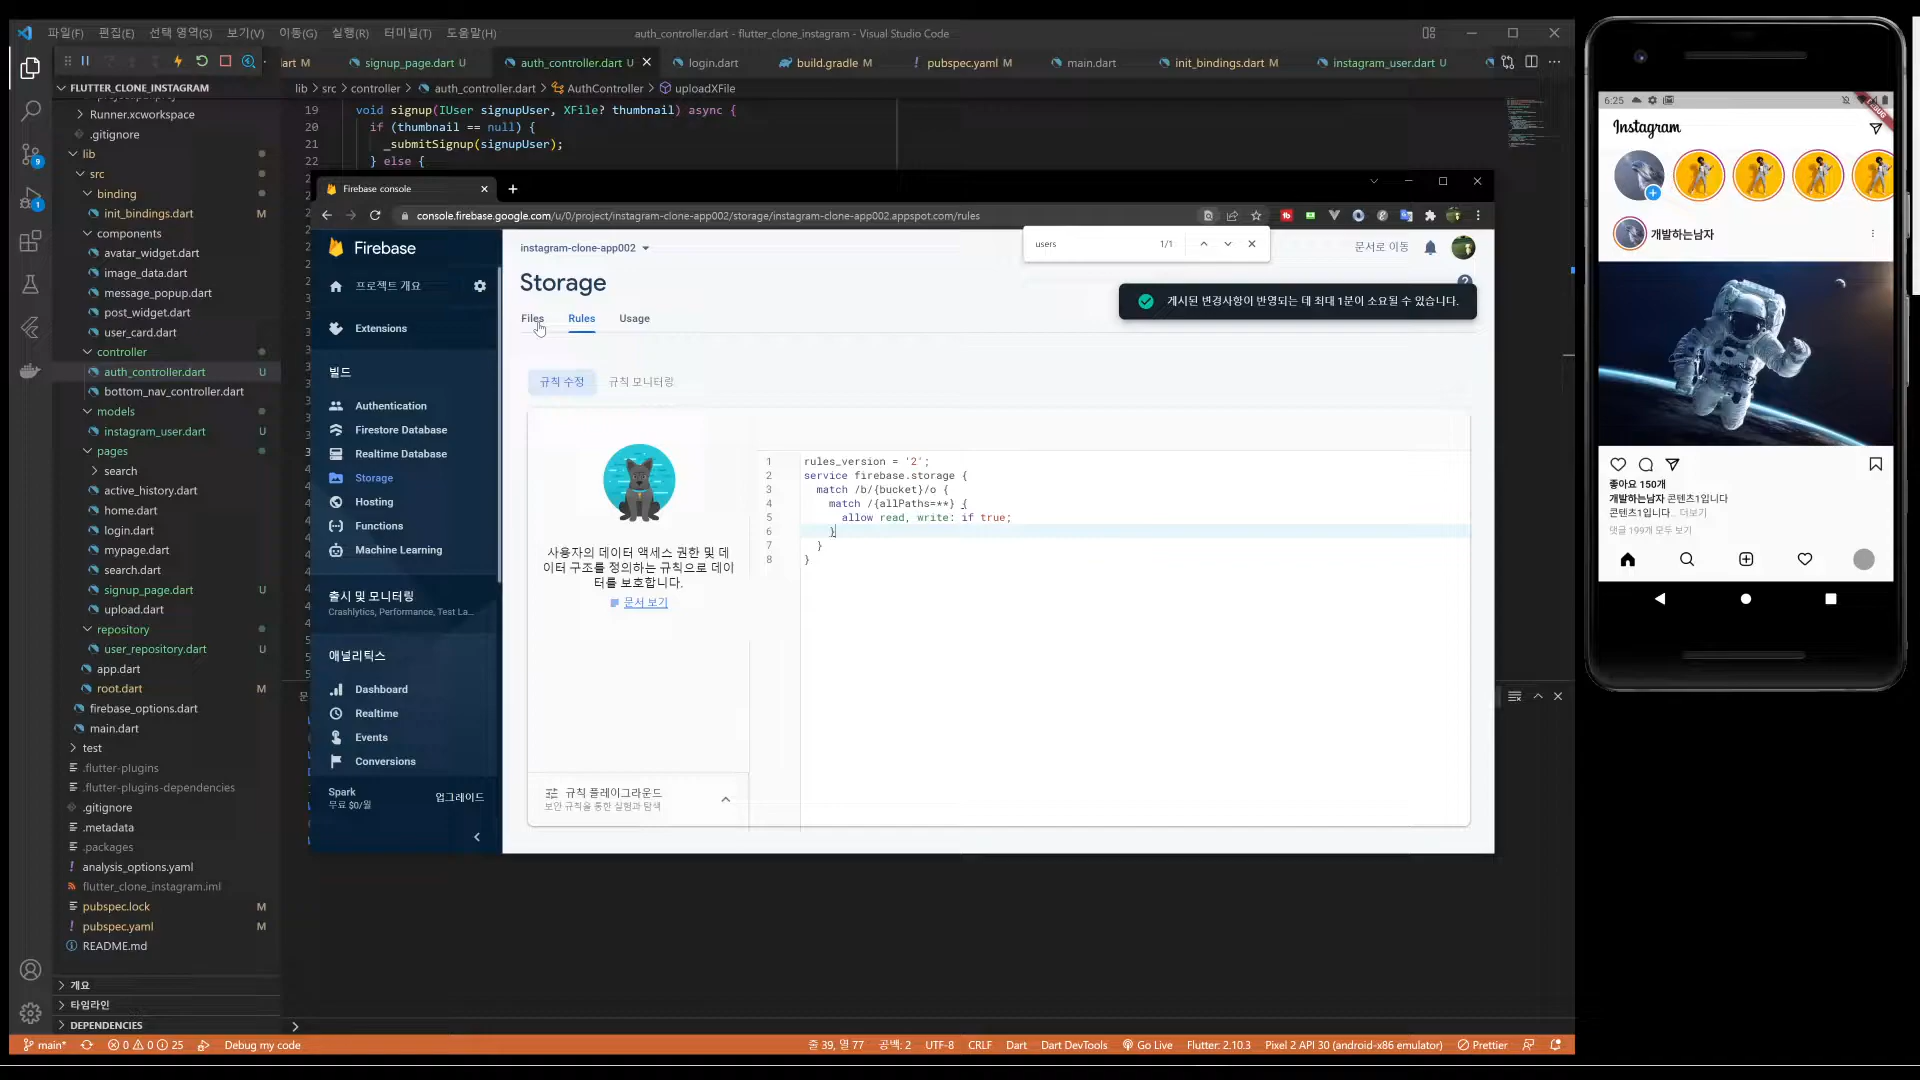 파일(F) 편집(E) 선택 영역(S) 보기(V) 이동(G) 실행(R) 터미널(T) 도움말(H)
auth_controller.dart - flutter_clone_instagram - Visual Studio Code
dart M
signup_page.dart U
auth_controller.dart U
login.dart
build.gradle M
pubspec.yaml M
main.dart
init_bindings.dart M
instagram_user.dart U
lib > src > controller > auth_controller.dart > AuthController > uploadXFile
FLUTTER_CLONE_INSTAGRAM
Runner.xcworkspace
.gitignore
lib
src
binding
init_bindings.dart M
components
avatar_widget.dart
image_data.dart
message_popup.dart
post_widget.dart
user_card.dart
controller
auth_controller.dart U
bottom_nav_controller.dart
models
instagram_user.dart U
pages
search
active_history.dart
home.dart
login.dart
mypage.dart
search.dart
signup_page.dart U
upload.dart
repository
user_repository.dart U
app.dart
root.dart M
firebase_options.dart
main.dart
test
.flutter-plugins
.flutter-plugins-dependencies
.gitignore
.metadata
.packages
analysis_options.yaml
flutter_clone_instagram.iml
pubspec.lock M
pubspec.yaml M
README.md
개요
타임라인
DEPENDENCIES
9
1
19 void signup(IUser signupUser, XFile? thumbnail) async {
20 if (thumbnail == null) {
21 _submitSignup(signupUser);
22 } else {
Firebase console
console.firebase.google.com/u/0/project/instagram-clone-app002/storage/instagram-clone-app002.appspot.com/rules
users 1/1
Firebase
프로젝트 개요
Extensions
빌드
Authentication
Firestore Database
Realtime Database
Storage
Hosting
Functions
Machine Learning
출시 및 모니터링
Crashlytics, Performance, Test La...
애널리틱스
Dashboard
Realtime
Events
Conversions
Spark
무료 $0/월
업그레이드
instagram-clone-app002
문서로 이동
Storage
게시된 변경사항이 반영되는 데 최대 1분이 소요될 수 있습니다.
Files Rules Usage
규칙 수정 규칙 모니터링
사용자의 데이터 액세스 권한 및 데
이터 구조를 정의하는 규칙으로 데이
터를 보호합니다.
문서 보기
규칙 플레이그라운드
보안 규칙을 통한 실험과 탐색
1 rules_version = '2';
2 service firebase.storage {
3 match /b/{bucket}/o {
4 match /{allPaths=**} {
5 allow read, write: if true;
6 }
7 }
8 }
main* 0 0 25 Debug my code
줄 39, 열 77 공백: 2 UTF-8 CRLF Dart Dart DevTools Go Live Flutter: 2.10.3 Pixel 2 API 30 (android-x86 emulator) Prettier
6:25
DEBUG
Instagram
개발하는남자
좋아요 150개
개발하는남자 콘텐츠1입니다
콘텐츠1입니다... 더보기
댓글 199개 모두 보기